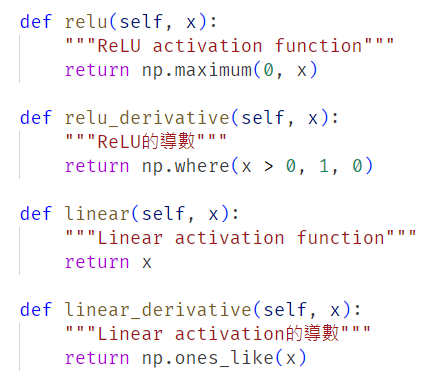 def relu(self, x):
    """ReLU activation function"""
    return np.maximum(0, x)

def relu_derivative(self, x):
    """ReLU的導數"""
    return np.where(x > 0, 1, 0)

def linear(self, x):
    """Linear activation function"""
    return x

def linear_derivative(self, x):
    """Linear activation的導數"""
    return np.ones_like(x)